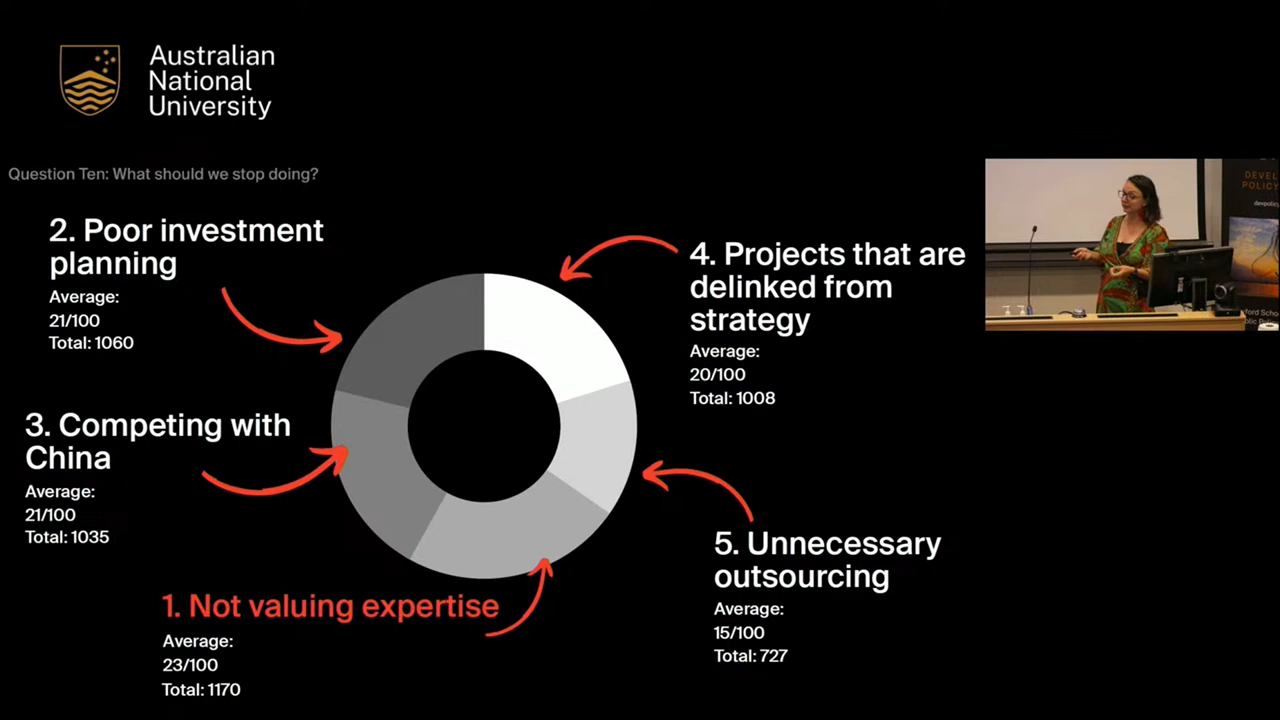 Australian
National
University
Question Ten: What should we stop doing?
2. Poor investment
planning
Average:
21/100
Total: 1060
3. Competing with
China
Average:
21/100
Total: 1035
1. Not valuing expertise
Average:
23/100
Total: 1170
4. Projects that are
delinked from
strategy
Average:
20/100
Total: 1008
5. Unnecessary
outsourcing
Average:
15/100
Total: 727
DEVEL
POLICY
devpolicy